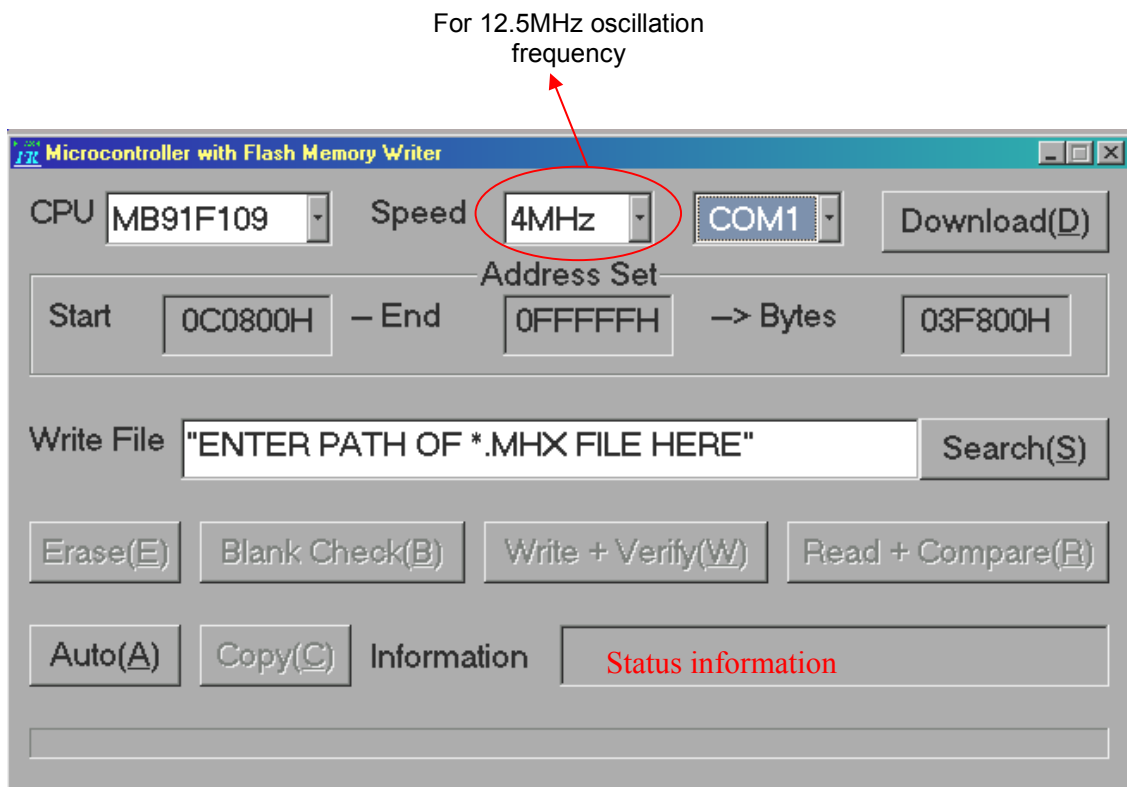 For 12.5MHz oscillation
frequency
Microcontroller with Flash Memory Writer
CPU MB91F109 Speed 4MHz COM1 Download(D)
Address Set
Start 0C0800H – End 0FFFFFH –> Bytes 03F800H
Write File "ENTER PATH OF *.MHX FILE HERE" Search(S)
Erase(E) Blank Check(B) Write + Verify(W) Read + Compare(R)
Auto(A) Copy(C) Information Status information